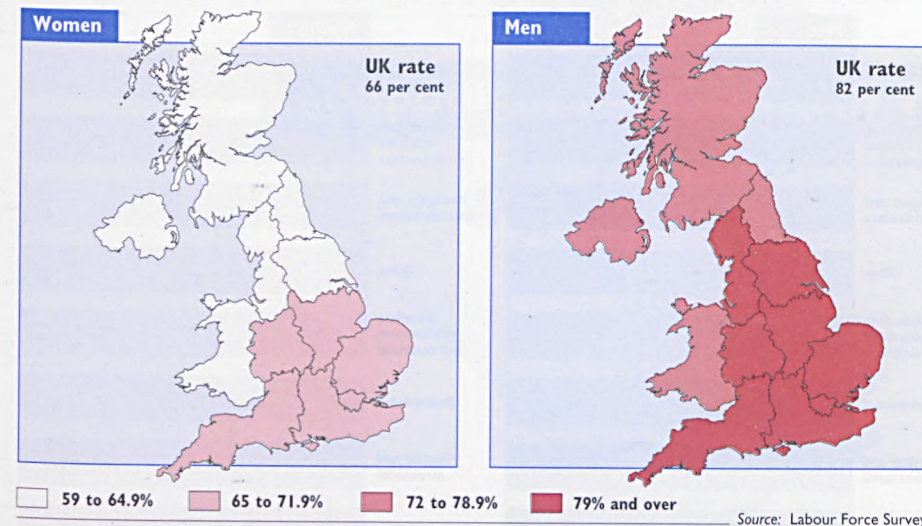 Women
UK rate
66 per cent
Men
UK rate
82 per cent
59 to 64.9%
65 to 71.9%
72 to 78.9%
79% and over
Source: Labour Force Survey